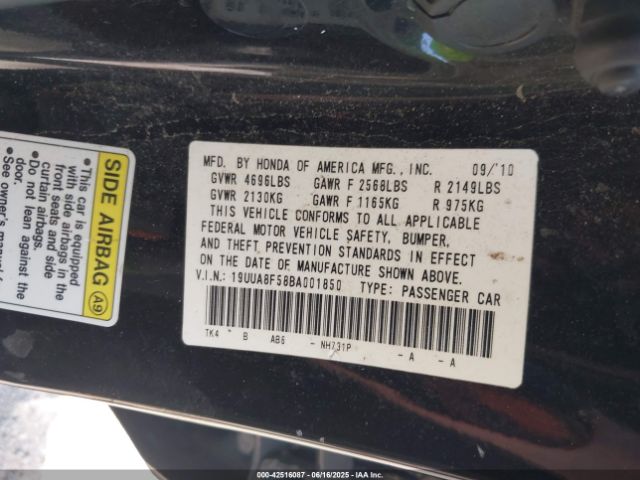 MFD. BY HONDA OF AMERICA MFG., INC. 09/'10
GVWR 4696LBS GAWR F 2566LBS R 2149LBS
GVWR 2130KG GAWR F 1165KG R 975KG
THIS VEHICLE CONFORMS TO ALL APPLICABLE
FEDERAL MOTOR VEHICLE SAFETY, BUMPER,
AND THEFT PREVENTION STANDARDS IN EFFECT
ON THE DATE OF MANUFACTURE SHOWN ABOVE.
V.I.N.: 19UUA8F58BA001850 TYPE: PASSENGER CAR
TK4 B AB6 - NH731P - A - A
SIDE AIRBAG A9
• This car is equipped
with side airbags in the
front seats and side
curtain airbags.
• Do not lean against the
door.
See owner's manual
000-42516087 - 06/16/2025 - IAAI.COM